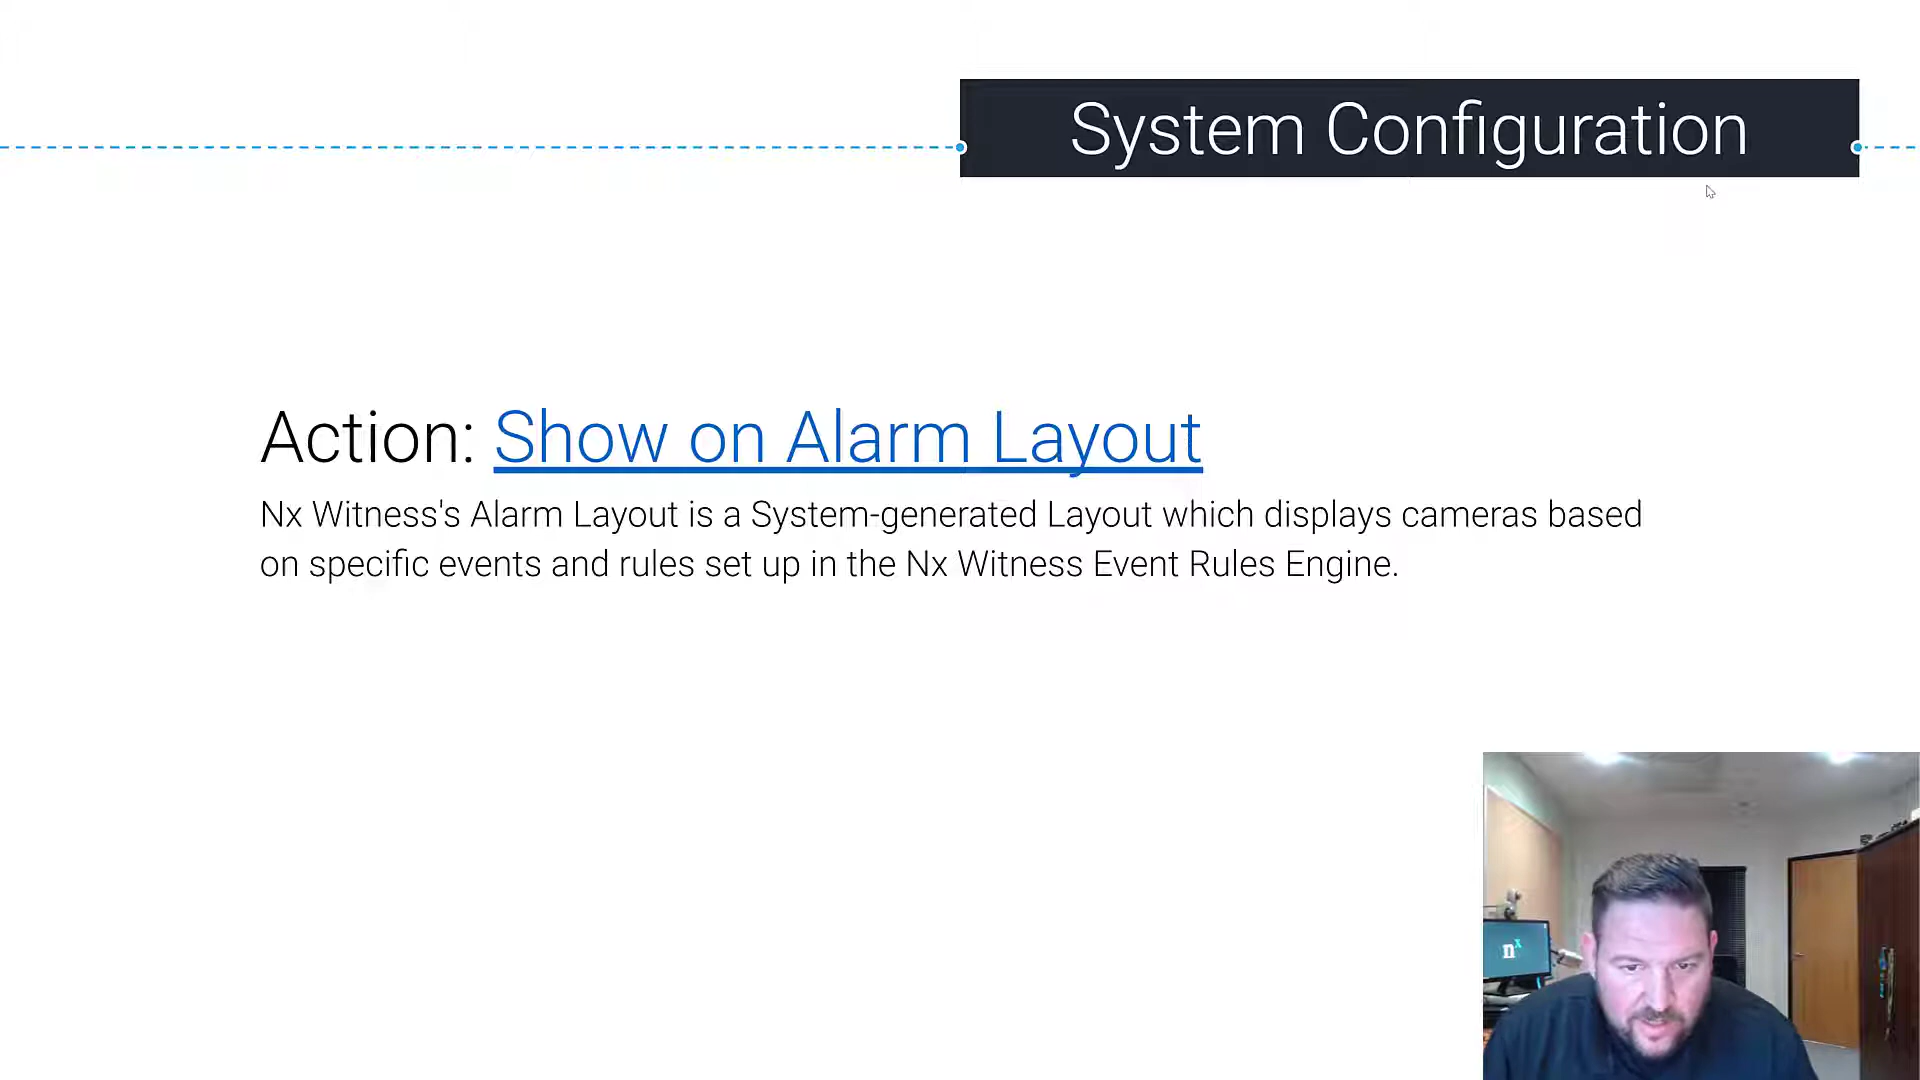 System Configuration
Action: Show on Alarm Layout
Nx Witness's Alarm Layout is a System-generated Layout which displays cameras based
on specific events and rules set up in the Nx Witness Event Rules Engine.
nx